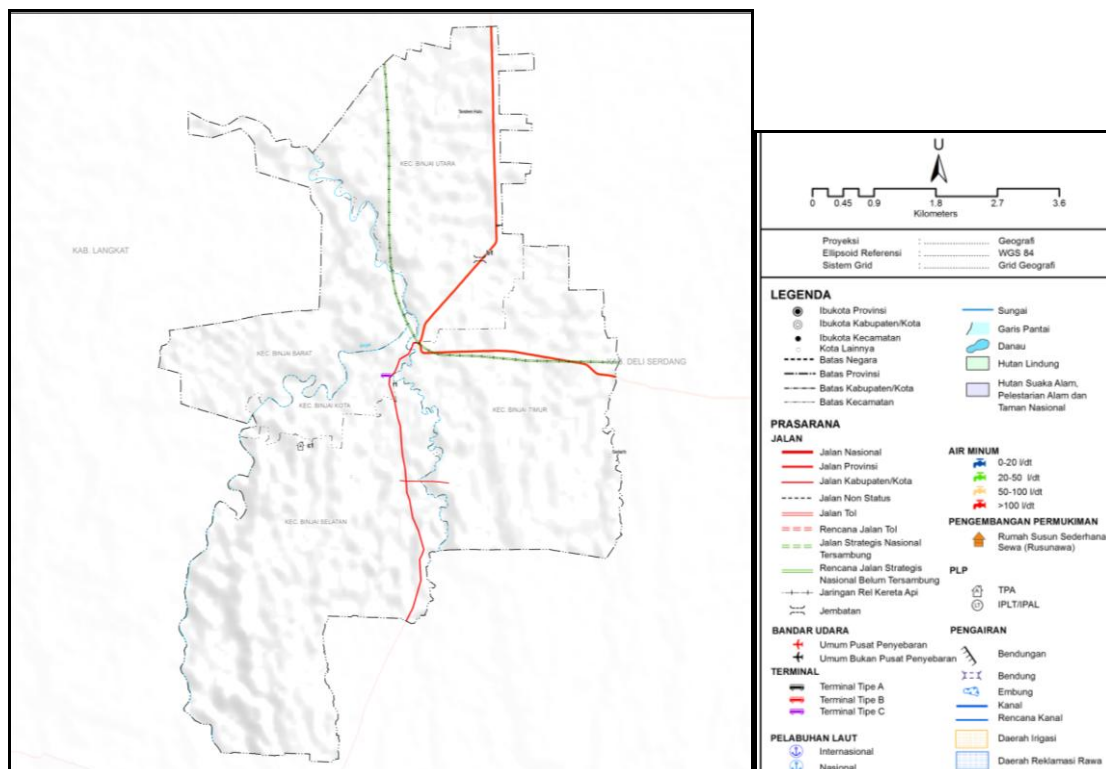 KEC. BINJAI UTARA
KAB. LANGKAT
KEC. BINJAI BARAT
KAB. DELI SERDANG
KEC. BINJAI KOTA
KEC. BINJAI TIMUR
KEC. BINJAI SELATAN
U
0 0.45 0.9 1.8 2.7 3.6
Kilometers
Proyeksi : ........................ Geografi
Ellipsoid Referensi : ........................ WGS 84
Sistem Grid : ........................ Grid Geografi
LEGENDA
Ibukota Provinsi
Ibukota Kabupaten/Kota
Ibukota Kecamatan
Kota Lainnya
Batas Negara
Batas Provinsi
Batas Kabupaten/Kota
Batas Kecamatan
Sungai
Garis Pantai
Danau
Hutan Lindung
Hutan Suaka Alam,
Pelestarian Alam dan
Taman Nasional
PRASARANA
JALAN
Jalan Nasional
Jalan Provinsi
Jalan Kabupaten/Kota
Jalan Non Status
Jalan Tol
Rencana Jalan Tol
Jalan Strategis Nasional
Tersambung
Rencana Jalan Strategis
Nasional Belum Tersambung
Jaringan Rel Kereta Api
Jembatan
AIR MINUM
0-20 l/dt
20-50 l/dt
50-100 l/dt
>100 l/dt
PENGEMBANGAN PERMUKIMAN
Rumah Susun Sederhana
Sewa (Rusunawa)
PLP
TPA
IPLT/IPAL
BANDAR UDARA
Umum Pusat Penyebaran
Umum Bukan Pusat Penyebaran
TERMINAL
Terminal Tipe A
Terminal Tipe B
Terminal Tipe C
PELABUHAN LAUT
Internasional
Nasional
PENGAIRAN
Bendungan
Bendung
Embung
Kanal
Rencana Kanal
Daerah Irigasi
Daerah Reklamasi Rawa